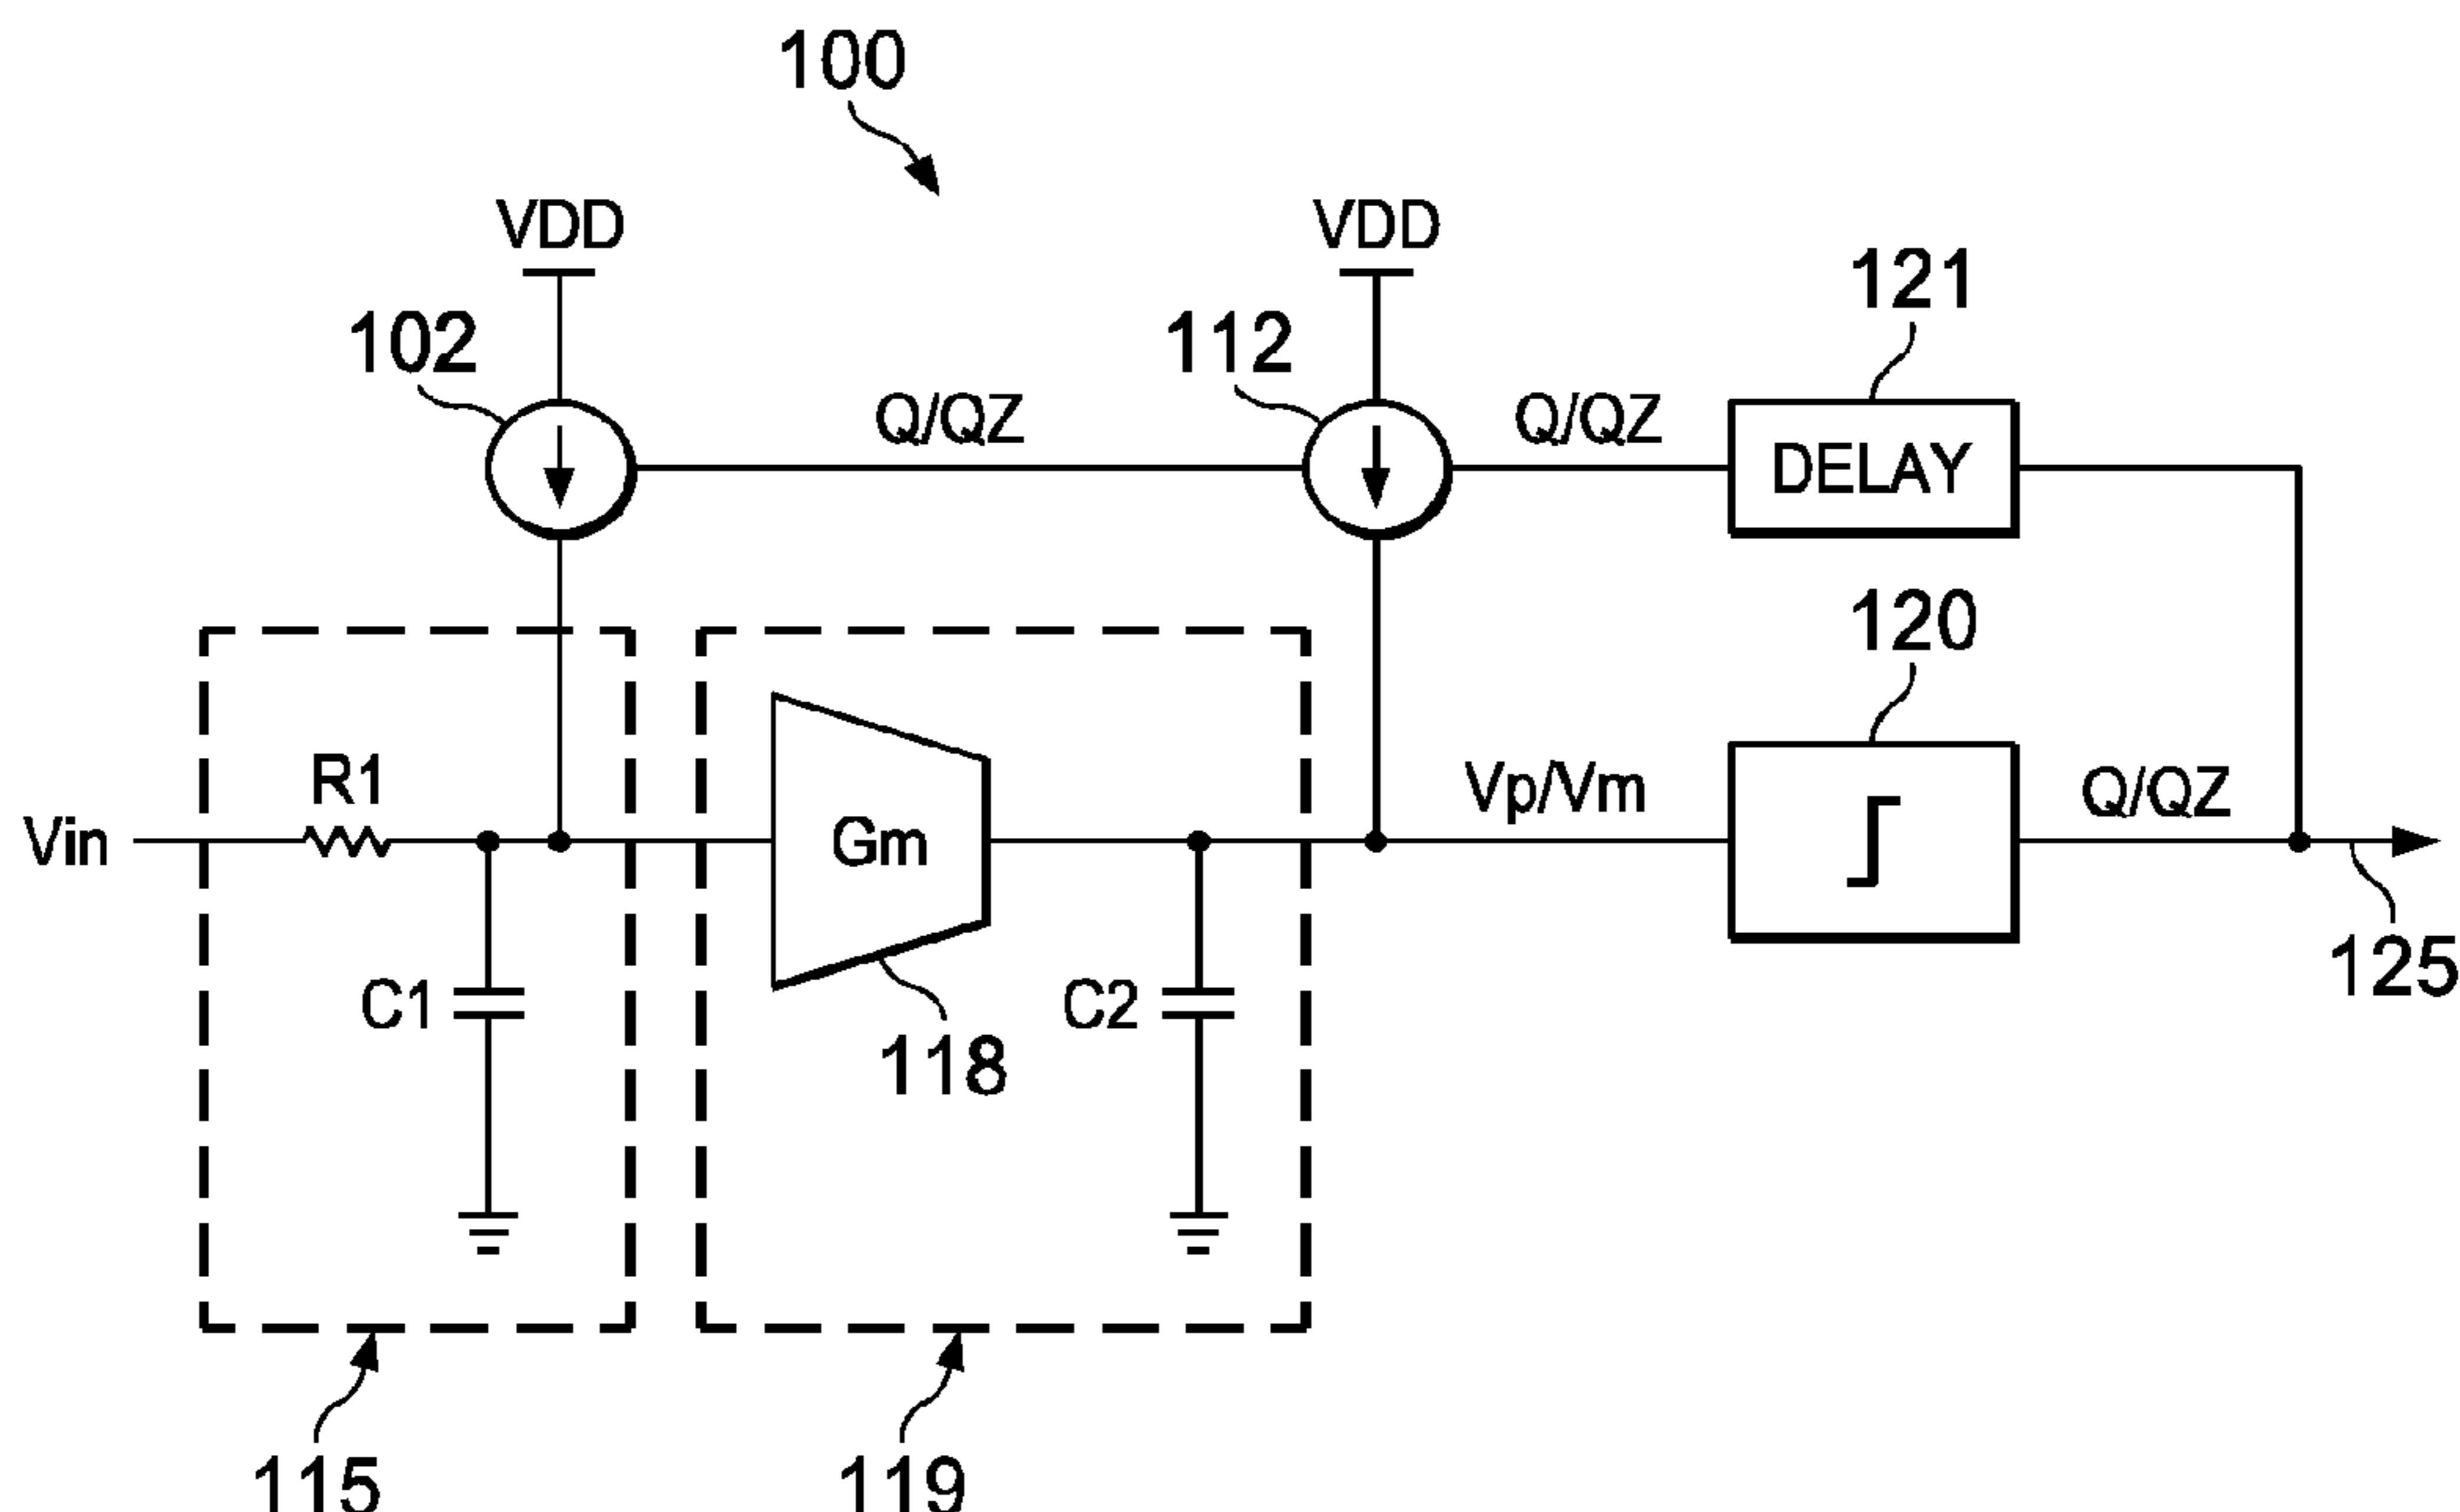 100
VDD
VDD
121
102
112
Q/QZ
Q/QZ
DELAY
120
R1
Vp/Vm
Q/QZ
Vin
Gm
125
C1
C2
118
115
119